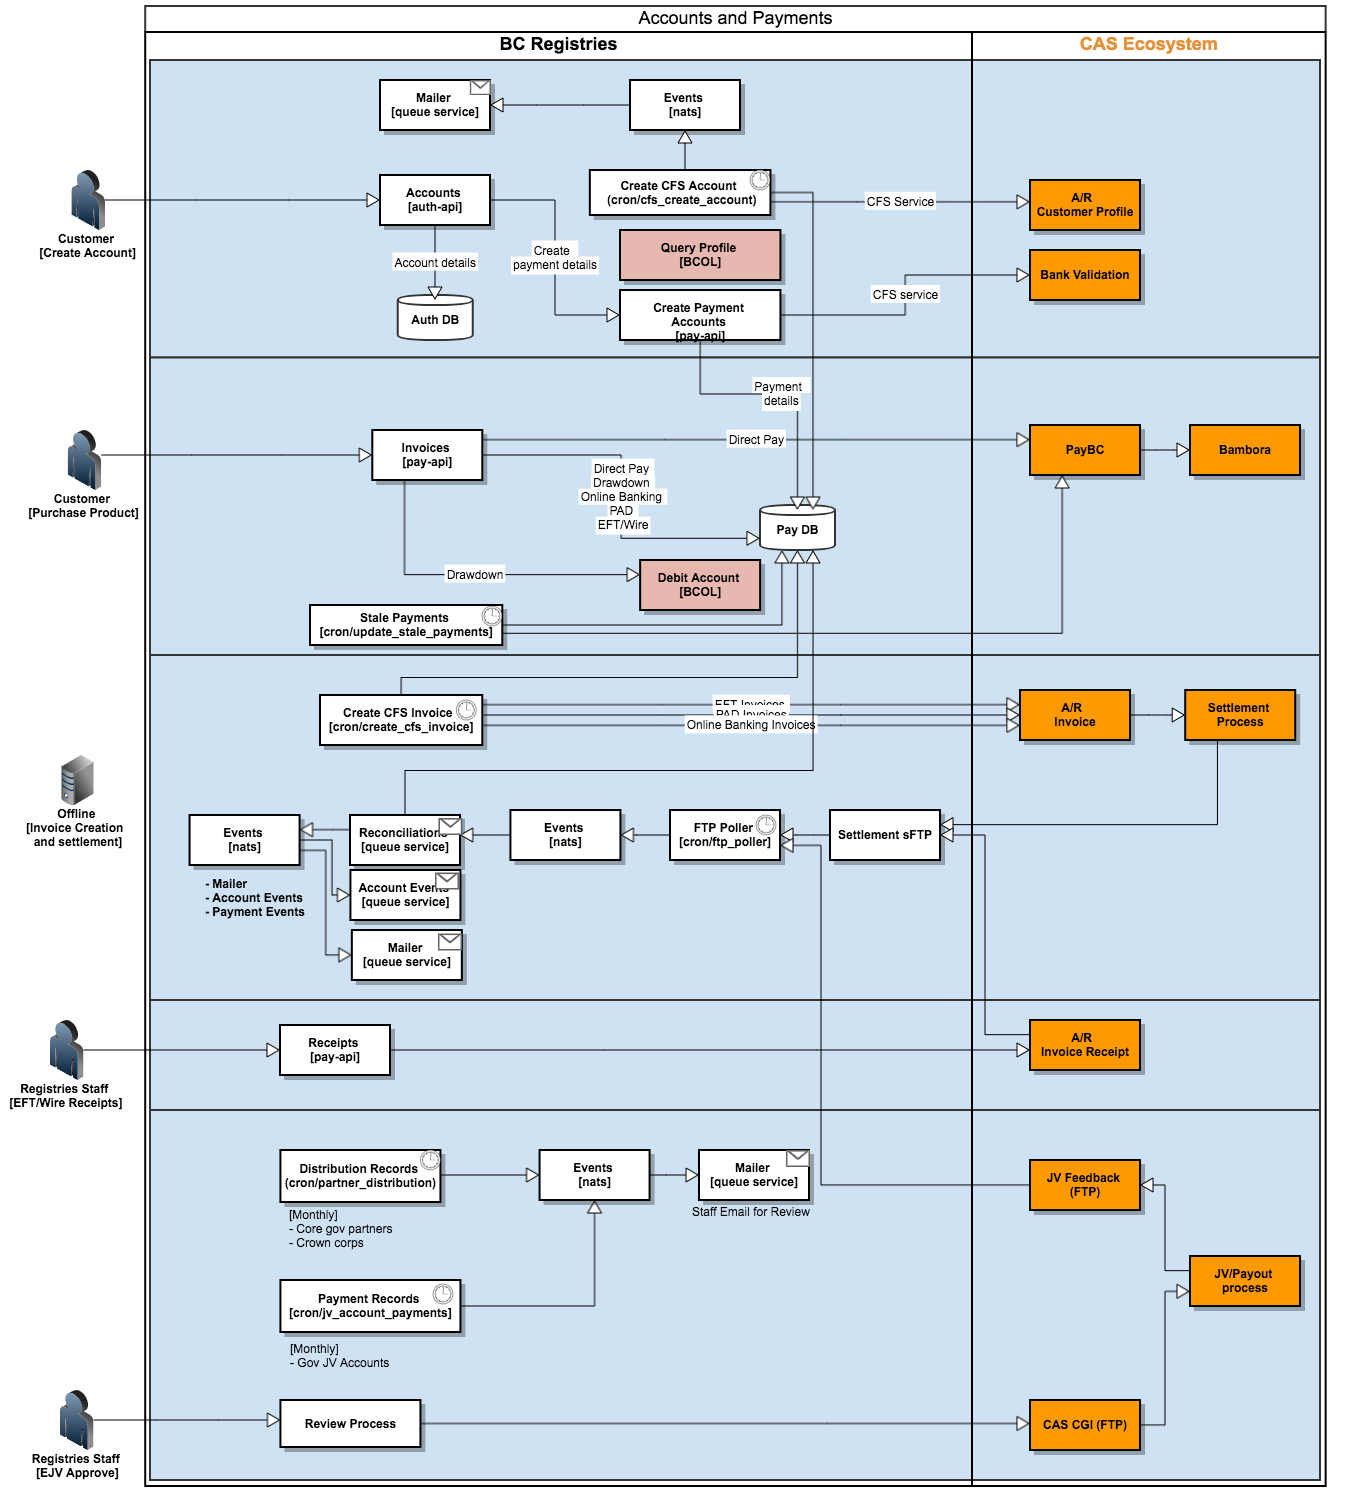 Accounts and Payments
BC Registries
CAS Ecosystem
Mailer
[queue service]
Events
[nats]
Customer
[Create Account]
Accounts
[auth-api]
Create CFS Account
(cron/cfs_create_account)
CFS Service
A/R
Customer Profile
Account details
Create
payment details
Query Profile
[BCOL]
Bank Validation
Auth DB
Create Payment
Accounts
[pay-api]
CFS service
Payment
details
Customer
[Purchase Product]
Invoices
[pay-api]
Direct Pay
PayBC
Bambora
Direct Pay
Drawdown
Online Banking
PAD
EFT/Wire
Pay DB
Drawdown
Debit Account
[BCOL]
Stale Payments
[cron/update_stale_payments]
Create CFS Invoice
[cron/create_cfs_invoice]
EFT Invoices
PAD Invoices
Online Banking Invoices
A/R
Invoice
Settlement
Process
Offline
[Invoice Creation
and settlement]
Events
[nats]
Reconciliations
[queue service]
Events
[nats]
FTP Poller
[cron/ftp_poller]
Settlement sFTP
- Mailer
- Account Events
- Payment Events
Account Events
[queue service]
Mailer
[queue service]
Registries Staff
[EFT/Wire Receipts]
Receipts
[pay-api]
A/R
Invoice Receipt
Distribution Records
(cron/partner_distribution)
[Monthly]
- Core gov partners
- Crown corps
Events
[nats]
Mailer
[queue service]
Staff Email for Review
JV Feedback
(FTP)
JV/Payout
process
Payment Records
[cron/jv_account_payments]
[Monthly]
- Gov JV Accounts
Registries Staff
[EJV Approve]
Review Process
CAS CGI (FTP)